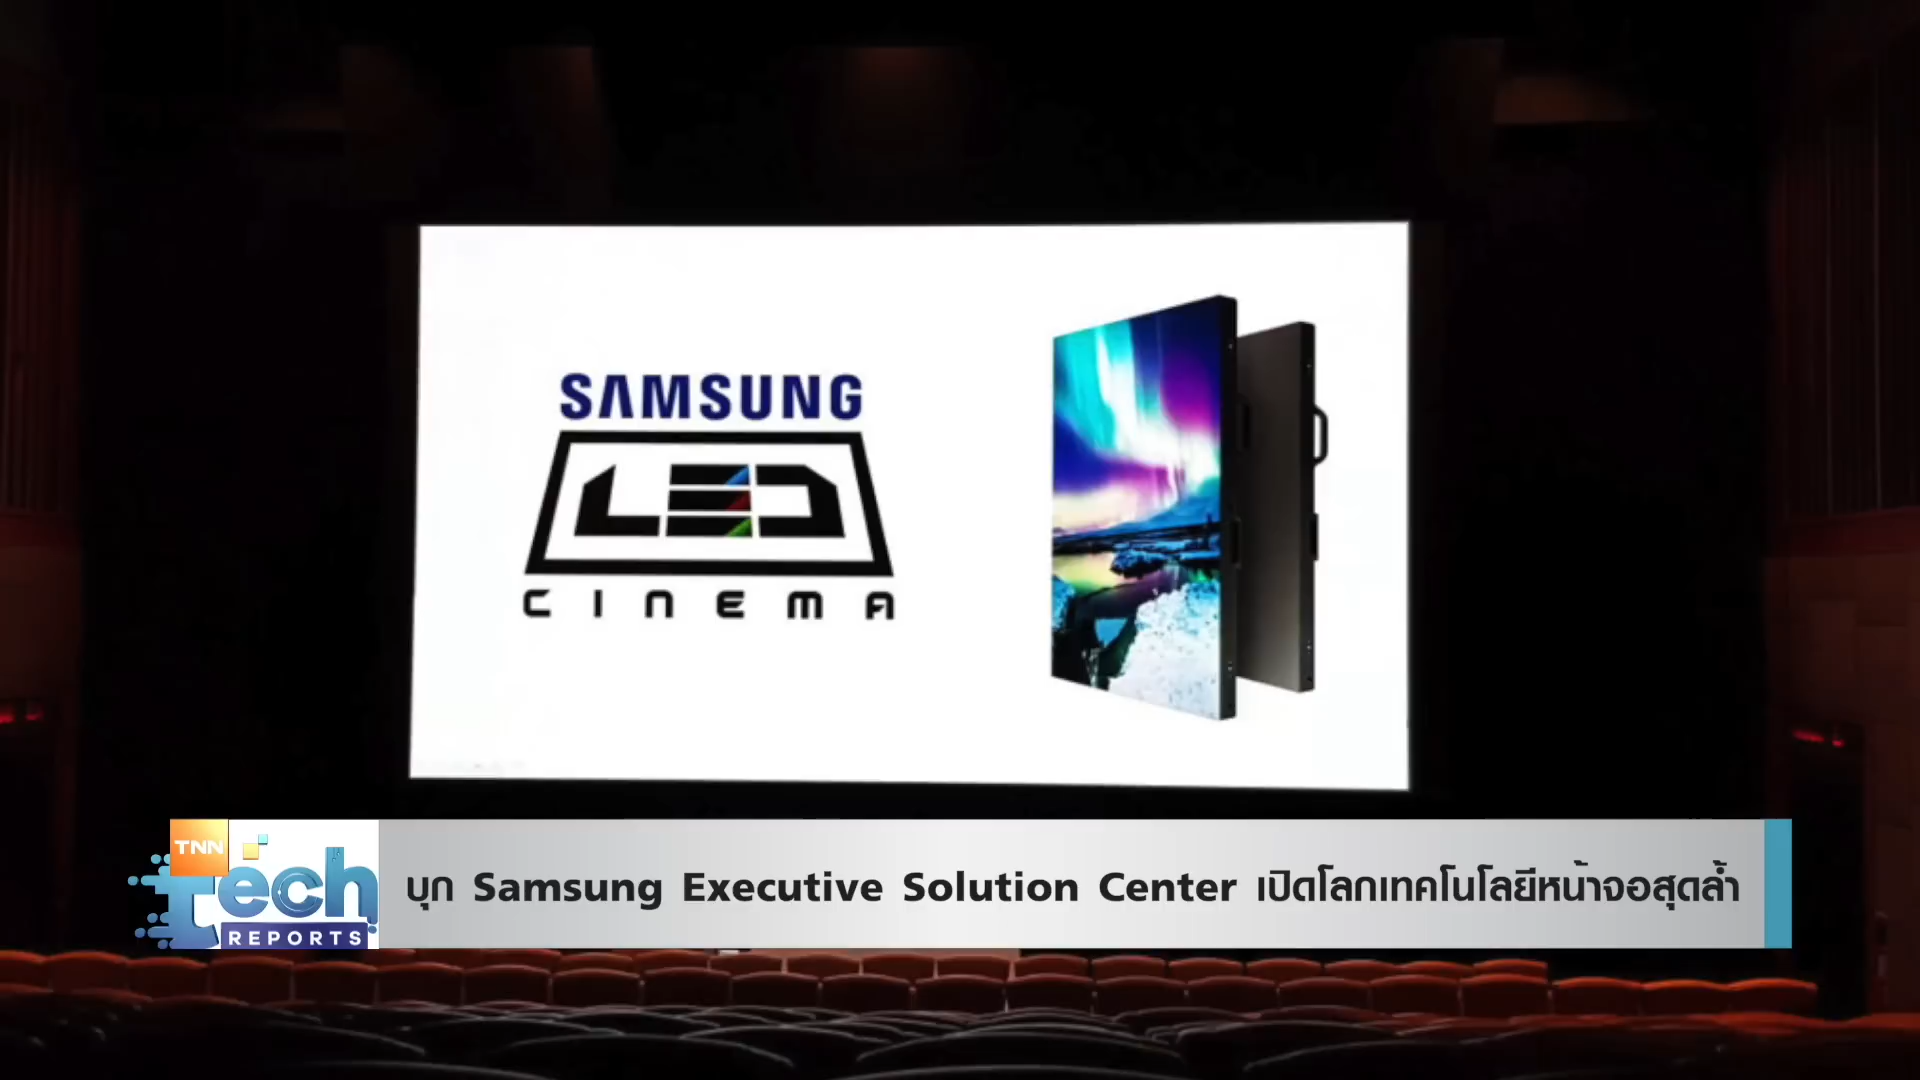 SAMSUNG
LED
CINEMA
TNN
Tech
REPORTS
บุก Samsung Executive Solution Center เปิดโลกเทคโนโลยีหน้าจอสุดล้ำ